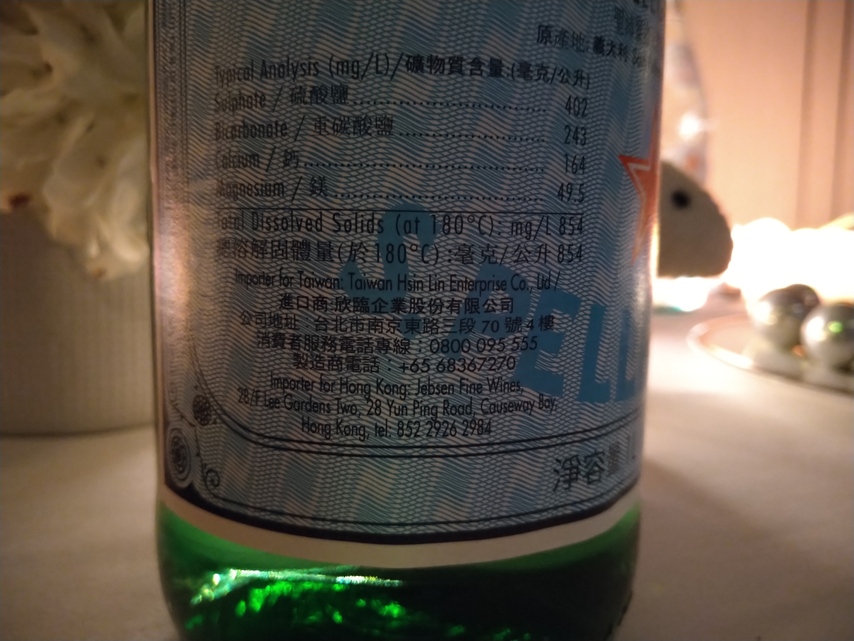 原產地: 義大利
Typical Analysis (mg/L)/礦物質含量:(毫克/公升)
Sulphate / 硫酸鹽 402
Bicarbonate / 重碳酸鹽 243
Calcium / 鈣 164
Magnesium / 鎂 49.5
Total Dissolved Solids (at 180°C): mg/l 854
總溶解固體量(於180°C):毫克/公升 854
Importer for Taiwan: Taiwan Hsin Lin Enterprise Co., Ltd /
進口商:欣臨企業股份有限公司
公司地址：台北市南京東路三段 70 號 4 樓
消費者服務電話專線：0800 095 555
製造商電話：+65 68367270
Importer for Hong Kong: Jebsen Fine Wines,
28/F Lee Gardens Two, 28 Yun Ping Road, Causeway Bay,
Hong Kong, tel. 852 2926 2984
PELL
淨容量